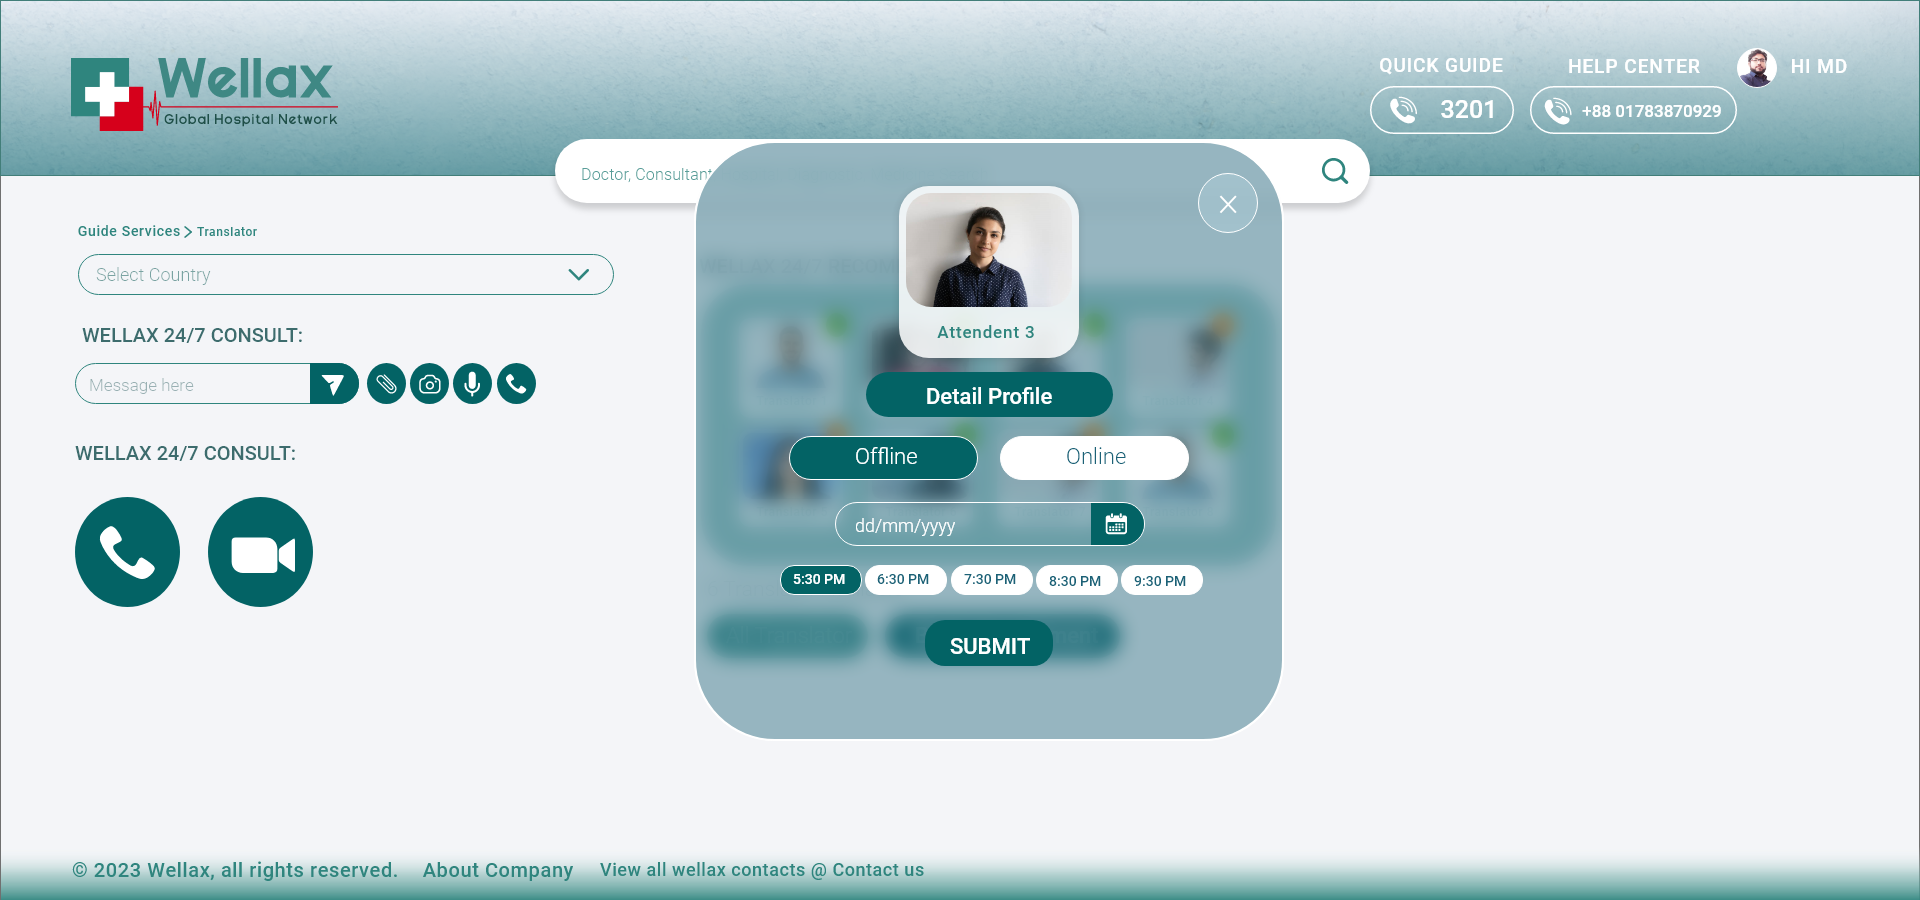 Wellax
Global Hospital Network
QUICK GUIDE
3201
HELP CENTER
+88 01783870929
HI MD
Doctor, Consultant
Guide Services > Translator
Select Country
WELLAX 24/7 CONSULT:
Message here
WELLAX 24/7 CONSULT:
Attendent 3
Detail Profile
Offline
Online
dd/mm/yyyy
5:30 PM
6:30 PM
7:30 PM
8:30 PM
9:30 PM
SUBMIT
© 2023 Wellax, all rights reserved.
About Company
View all wellax contacts @ Contact us